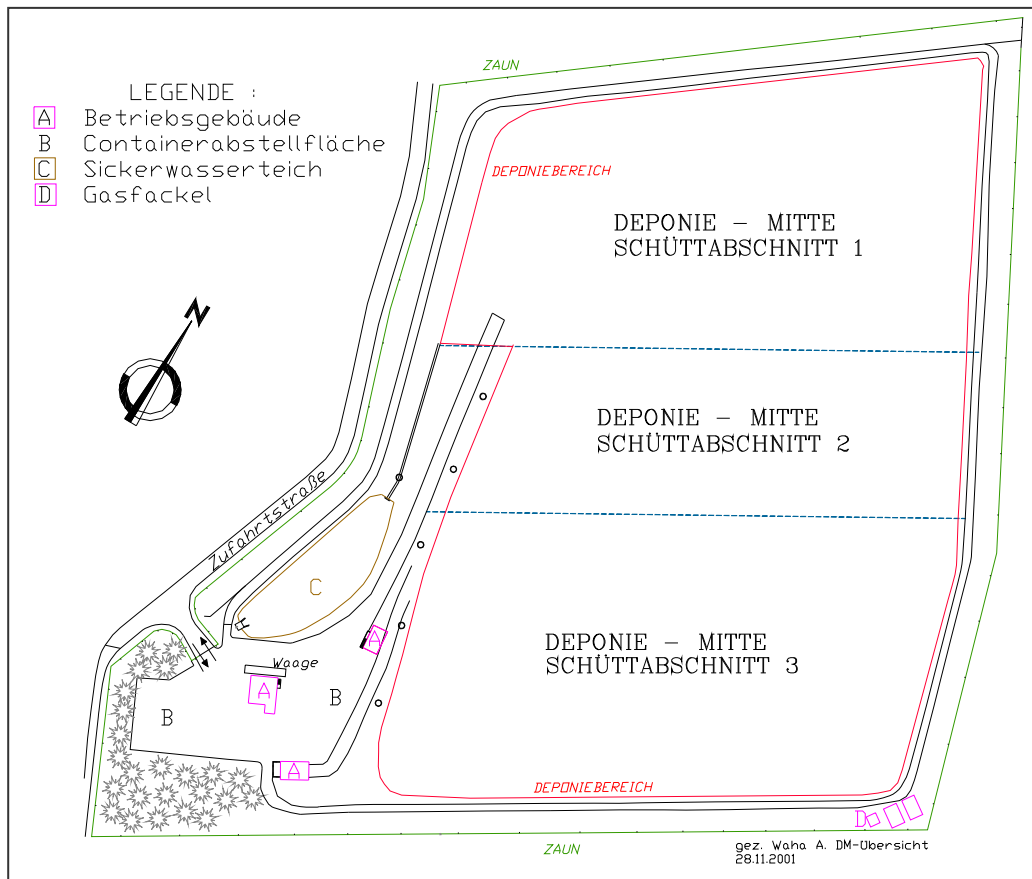 ZAUN
LEGENDE :
A Betriebsgebäude
B Containerabstellfläche
C Sickerwasserteich
D Gasfackel
DEPONIEBEREICH
DEPONIE - MITTE
SCHÜTTABSCHNITT 1
N
DEPONIE - MITTE
SCHÜTTABSCHNITT 2
Zufahrtstraße
C
DEPONIE - MITTE
SCHÜTTABSCHNITT 3
A
Waage
A
B
B
A
DEPONIEBEREICH
D
ZAUN
gez. Waha A. DM-Übersicht
28.11.2001